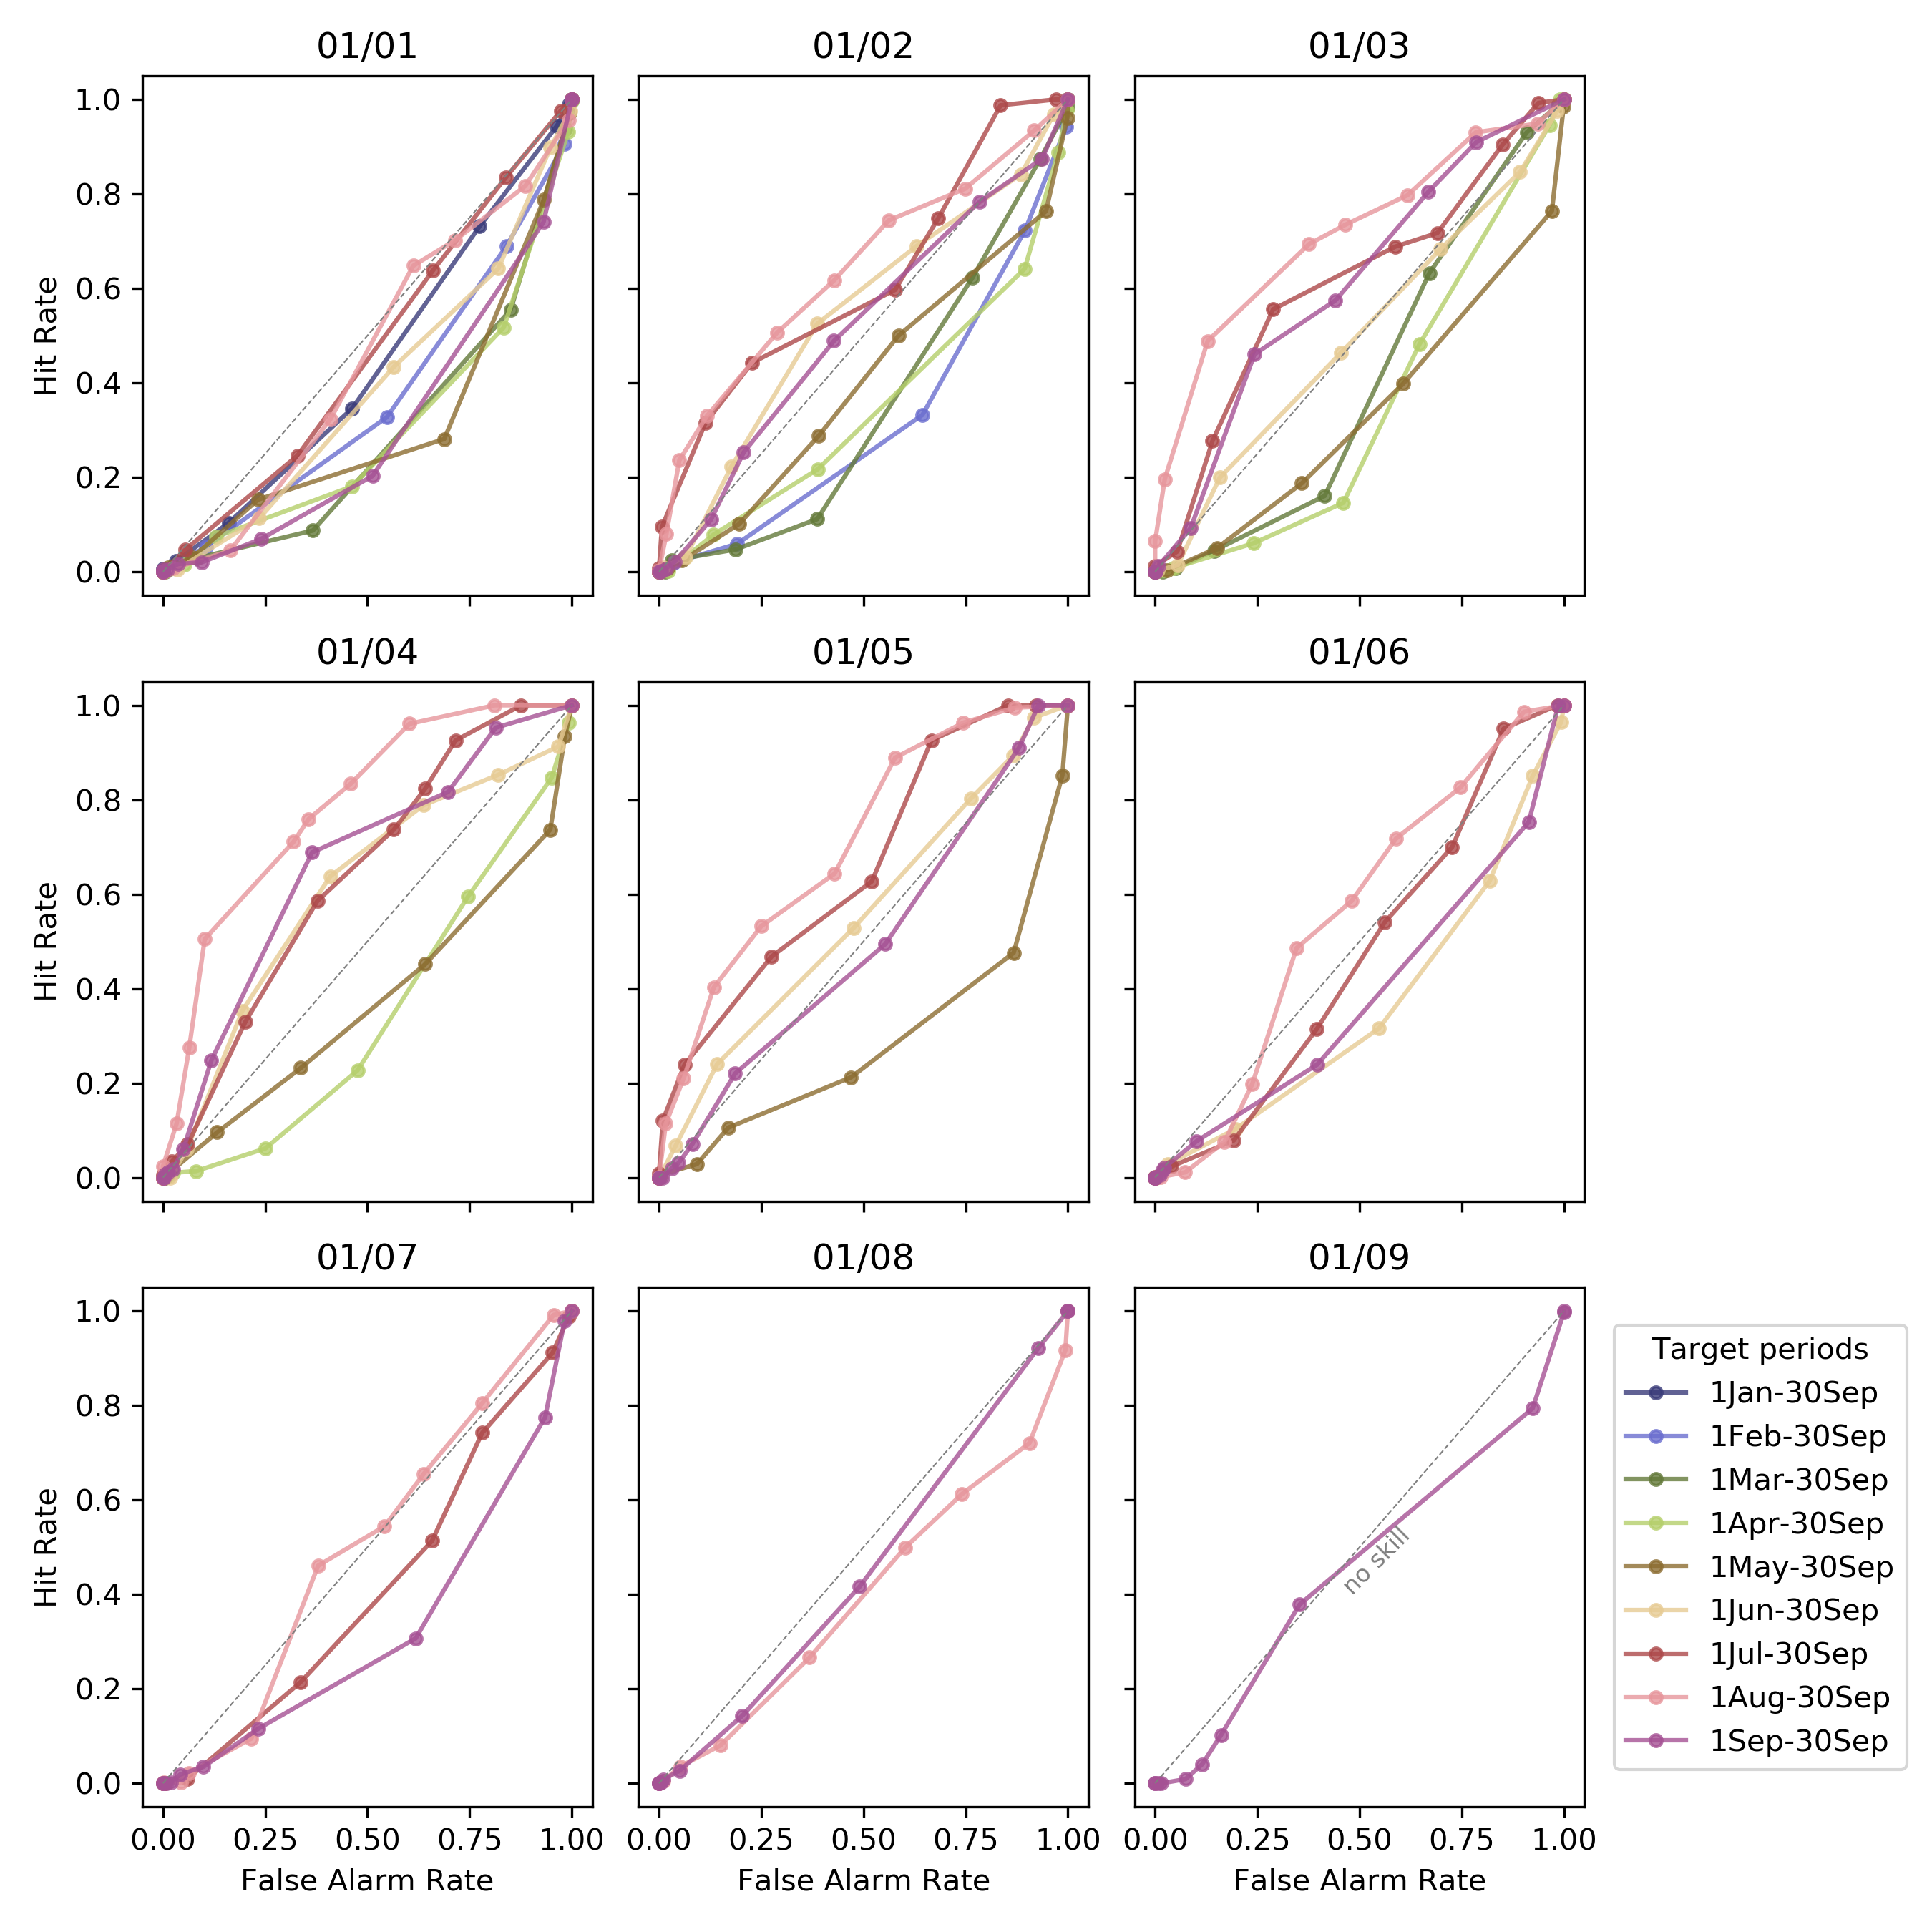 01/01
01/02
01/03
1.0
0.8
0.6
0.4
0.2
0.0
Hit Rate
01/04
01/05
01/06
1.0
0.8
0.6
0.4
0.2
0.0
Hit Rate
01/07
01/08
01/09
1.0
0.8
0.6
0.4
0.2
0.0
Hit Rate
no skill
0.00 0.25 0.50 0.75 1.00
0.00 0.25 0.50 0.75 1.00
0.00 0.25 0.50 0.75 1.00
False Alarm Rate
False Alarm Rate
False Alarm Rate
Target periods
1Jan-30Sep
1Feb-30Sep
1Mar-30Sep
1Apr-30Sep
1May-30Sep
1Jun-30Sep
1Jul-30Sep
1Aug-30Sep
1Sep-30Sep